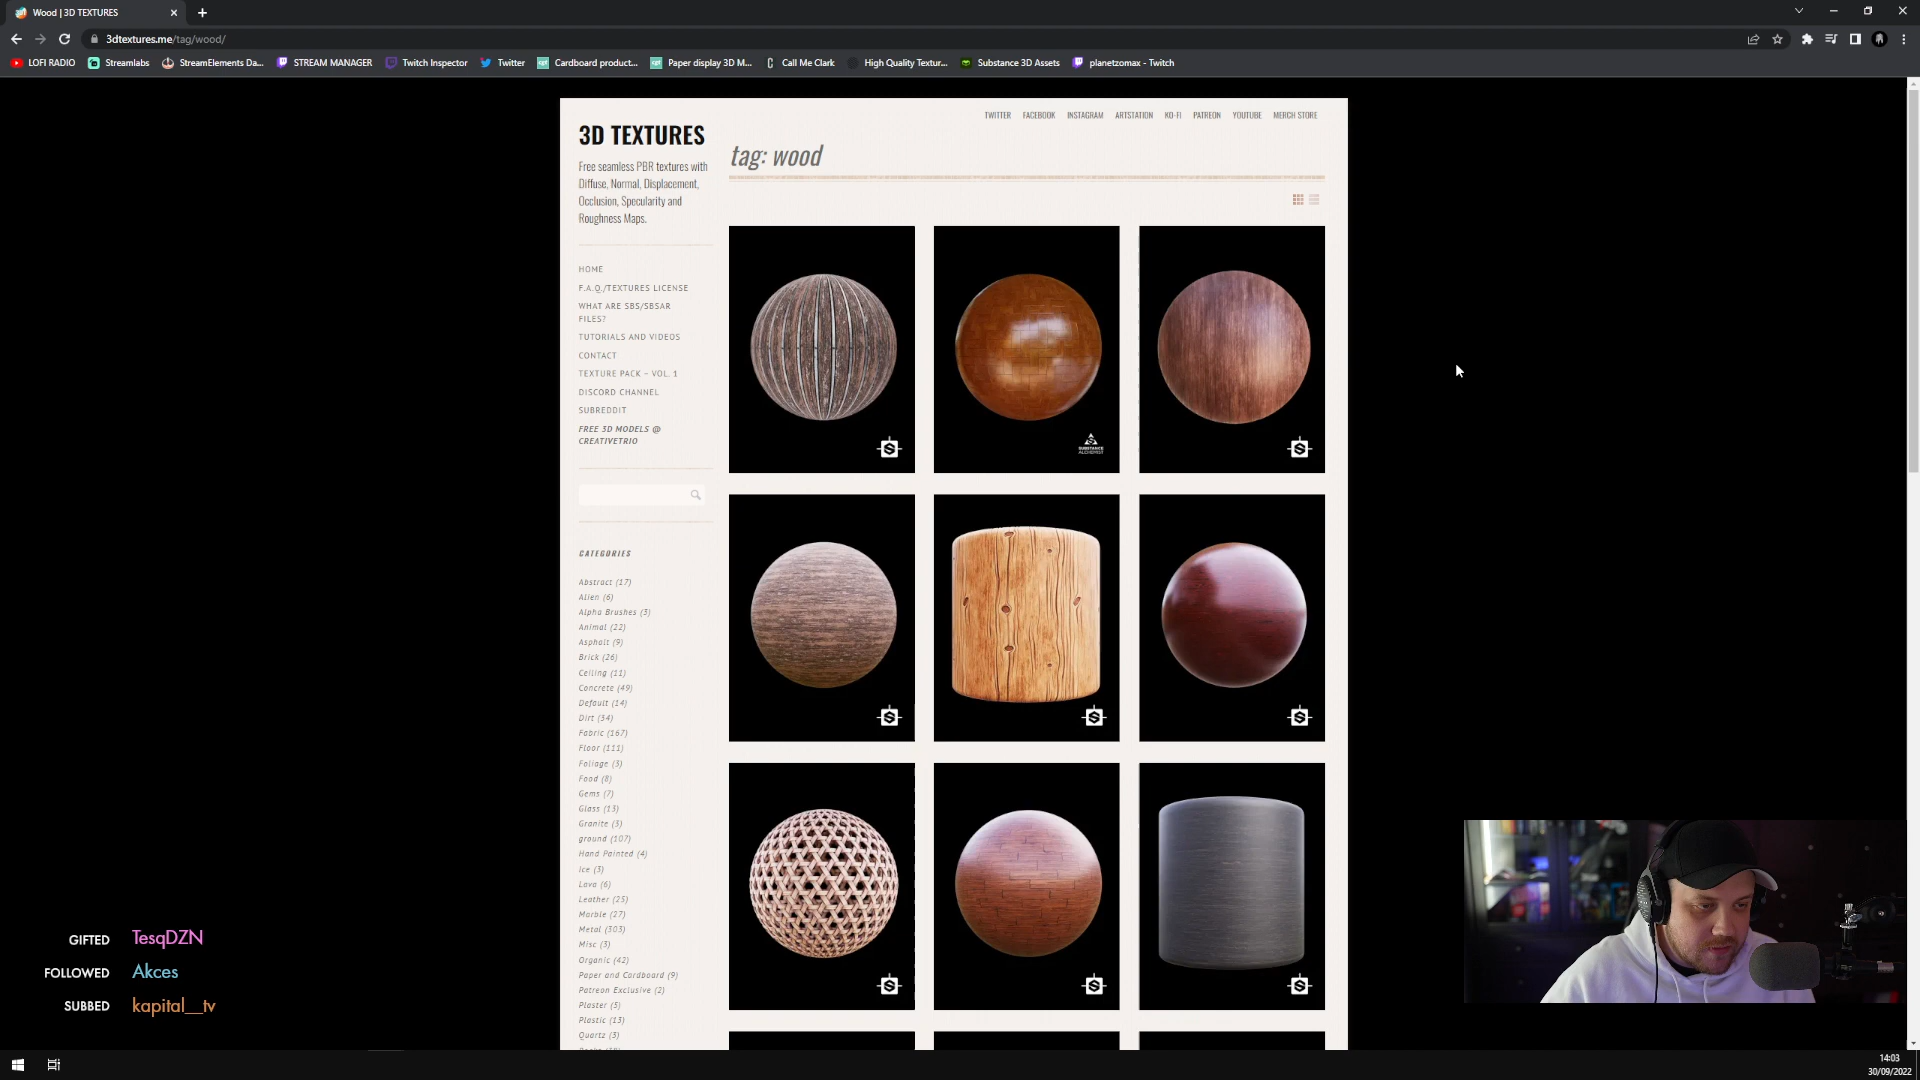 Wood | 3D TEXTURES
3dtextures.me/tag/wood/
LOFI RADIO
Streamlabs
StreamElements Da...
STREAM MANAGER
Twitch Inspector
Twitter
Cardboard product...
Paper display 3D M...
Call Me Clark
High Quality Textur...
Substance 3D Assets
planetzomax - Twitch
TWITTER
FACEBOOK
INSTAGRAM
ARTSTATION
KO-FI
PATREON
YOUTUBE
MERCH STORE
3D TEXTURES
Free seamless PBR textures with
Diffuse, Normal, Displacement,
Occlusion, Specularity and
Roughness Maps.
tag: wood
HOME
F.A.Q./TEXTURES LICENSE
WHAT ARE SBS/SBSAR
FILES?
TUTORIALS AND VIDEOS
CONTACT
TEXTURE PACK – VOL. 1
DISCORD CHANNEL
SUBREDDIT
FREE 3D MODELS @
CREATIVETRIO
SUBSTANCE
ALCHEMIST
CATEGORIES
Abstract (17)
Alien (6)
Alpha Brushes (3)
Animal (22)
Asphalt (9)
Brick (26)
Ceiling (11)
Concrete (49)
Default (14)
Dirt (34)
Fabric (167)
Floor (111)
Foliage (3)
Food (8)
Gems (7)
Glass (13)
Granite (3)
ground (107)
Hand Painted (4)
Ice (3)
Lava (6)
Leather (25)
Marble (27)
Metal (303)
Misc (3)
Organic (42)
Paper and Cardboard (9)
Patreon Exclusive (2)
Plaster (5)
Plastic (13)
Quartz (3)
GIFTED TesqDZN
FOLLOWED Akces
SUBBED kapital__tv
14:03
30/09/2022